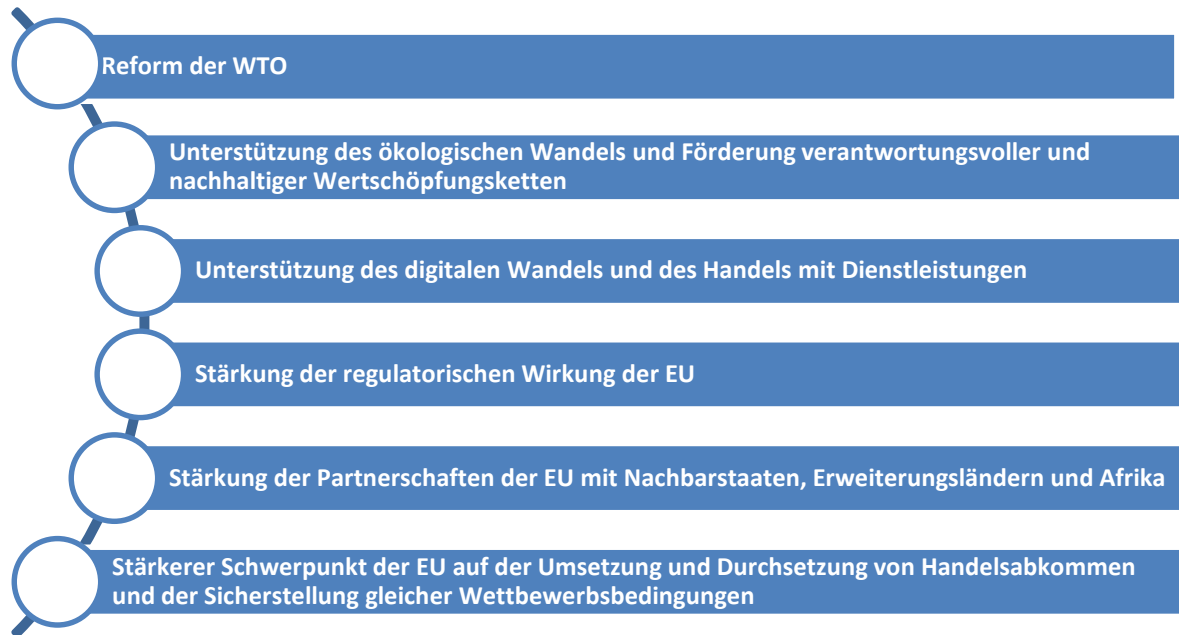 Reform der WTO
Unterstützung des ökologischen Wandels und Förderung verantwortungsvoller und
nachhaltiger Wertschöpfungsketten
Unterstützung des digitalen Wandels und des Handels mit Dienstleistungen
Stärkung der regulatorischen Wirkung der EU
Stärkung der Partnerschaften der EU mit Nachbarstaaten, Erweiterungsländern und Afrika
Stärkerer Schwerpunkt der EU auf der Umsetzung und Durchsetzung von Handelsabkommen
und der Sicherstellung gleicher Wettbewerbsbedingungen